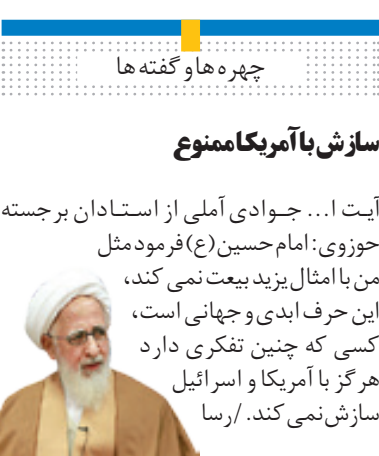 چهره ها و گفته ها
سازش با آمریکا ممنوع
آیت ا... جوادی آملی از استادان برجسته
حوزوی: امام حسین(ع) فرمود مثل
من با امثال یزید بیعت نمی کند،
این حرف ابدی و جهانی است،
کسی که چنین تفکری دارد
هرگز با آمریکا و اسرائیل
سازش نمی کند. /رسا